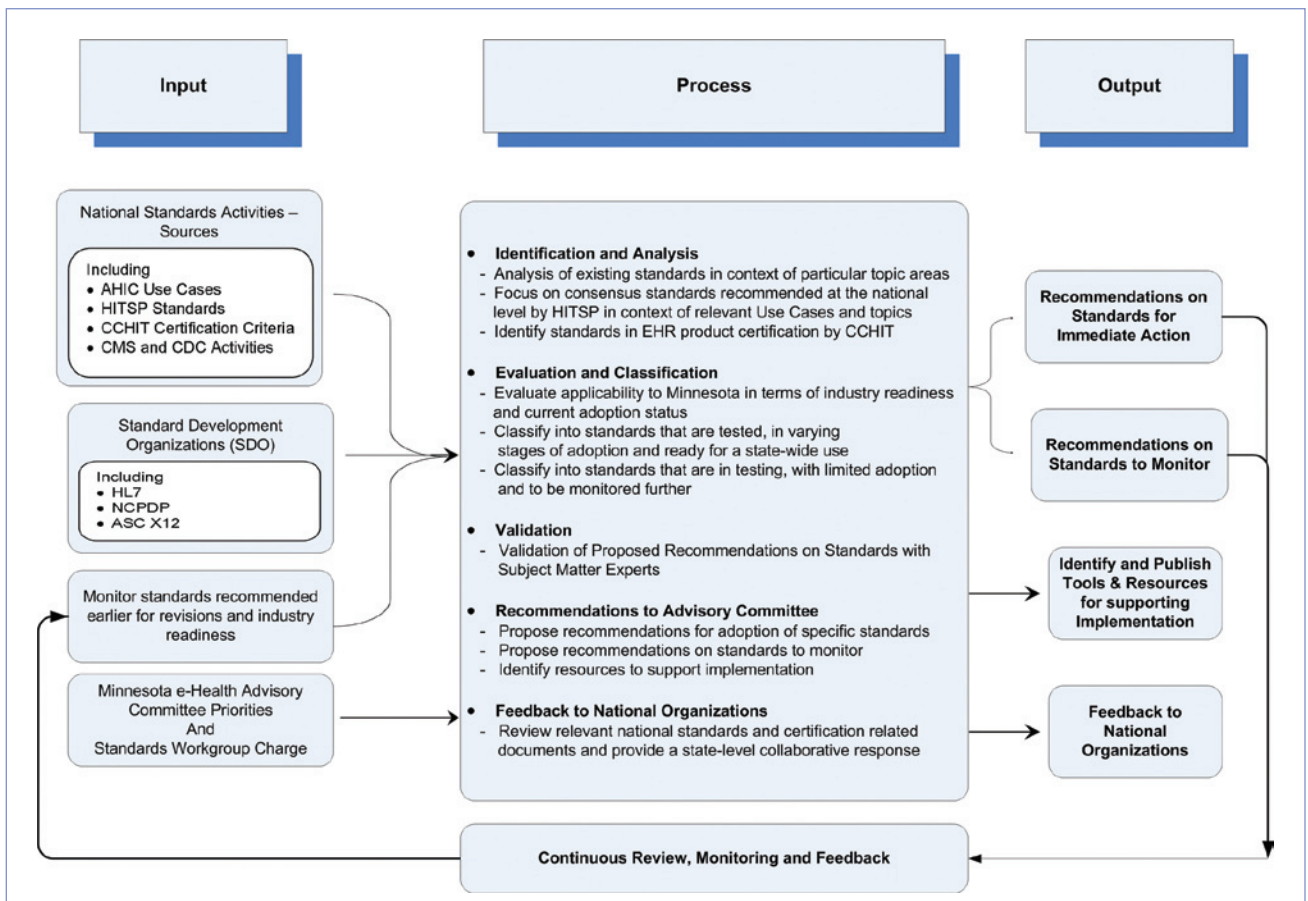 Input
Process
Output
National Standards Activities –
Sources
Including
• AHIC Use Cases
• HITSP Standards
• CCHIT Certification Criteria
• CMS and CDC Activities
Standard Development
Organizations (SDO)
Including
• HL7
• NCPDP
• ASC X12
Monitor standards recommended
earlier for revisions and industry
readiness
Minnesota e-Health Advisory
Committee Priorities
And
Standards Workgroup Charge
• Identification and Analysis
- Analysis of existing standards in context of particular topic areas
- Focus on consensus standards recommended at the national
level by HITSP in context of relevant Use Cases and topics
- Identify standards in EHR product certification by CCHIT
• Evaluation and Classification
- Evaluate applicability to Minnesota in terms of industry readiness
and current adoption status
- Classify into standards that are tested, in varying
stages of adoption and ready for a state-wide use
- Classify into standards that are in testing, with limited adoption
and to be monitored further
• Validation
- Validation of Proposed Recommendations on Standards with
Subject Matter Experts
• Recommendations to Advisory Committee
- Propose recommendations for adoption of specific standards
- Propose recommendations on standards to monitor
- Identify resources to support implementation
• Feedback to National Organizations
- Review relevant national standards and certification related
documents and provide a state-level collaborative response
Recommendations on
Standards for
Immediate Action
Recommendations on
Standards to Monitor
Identify and Publish
Tools & Resources
for supporting
Implementation
Feedback to
National
Organizations
Continuous Review, Monitoring and Feedback